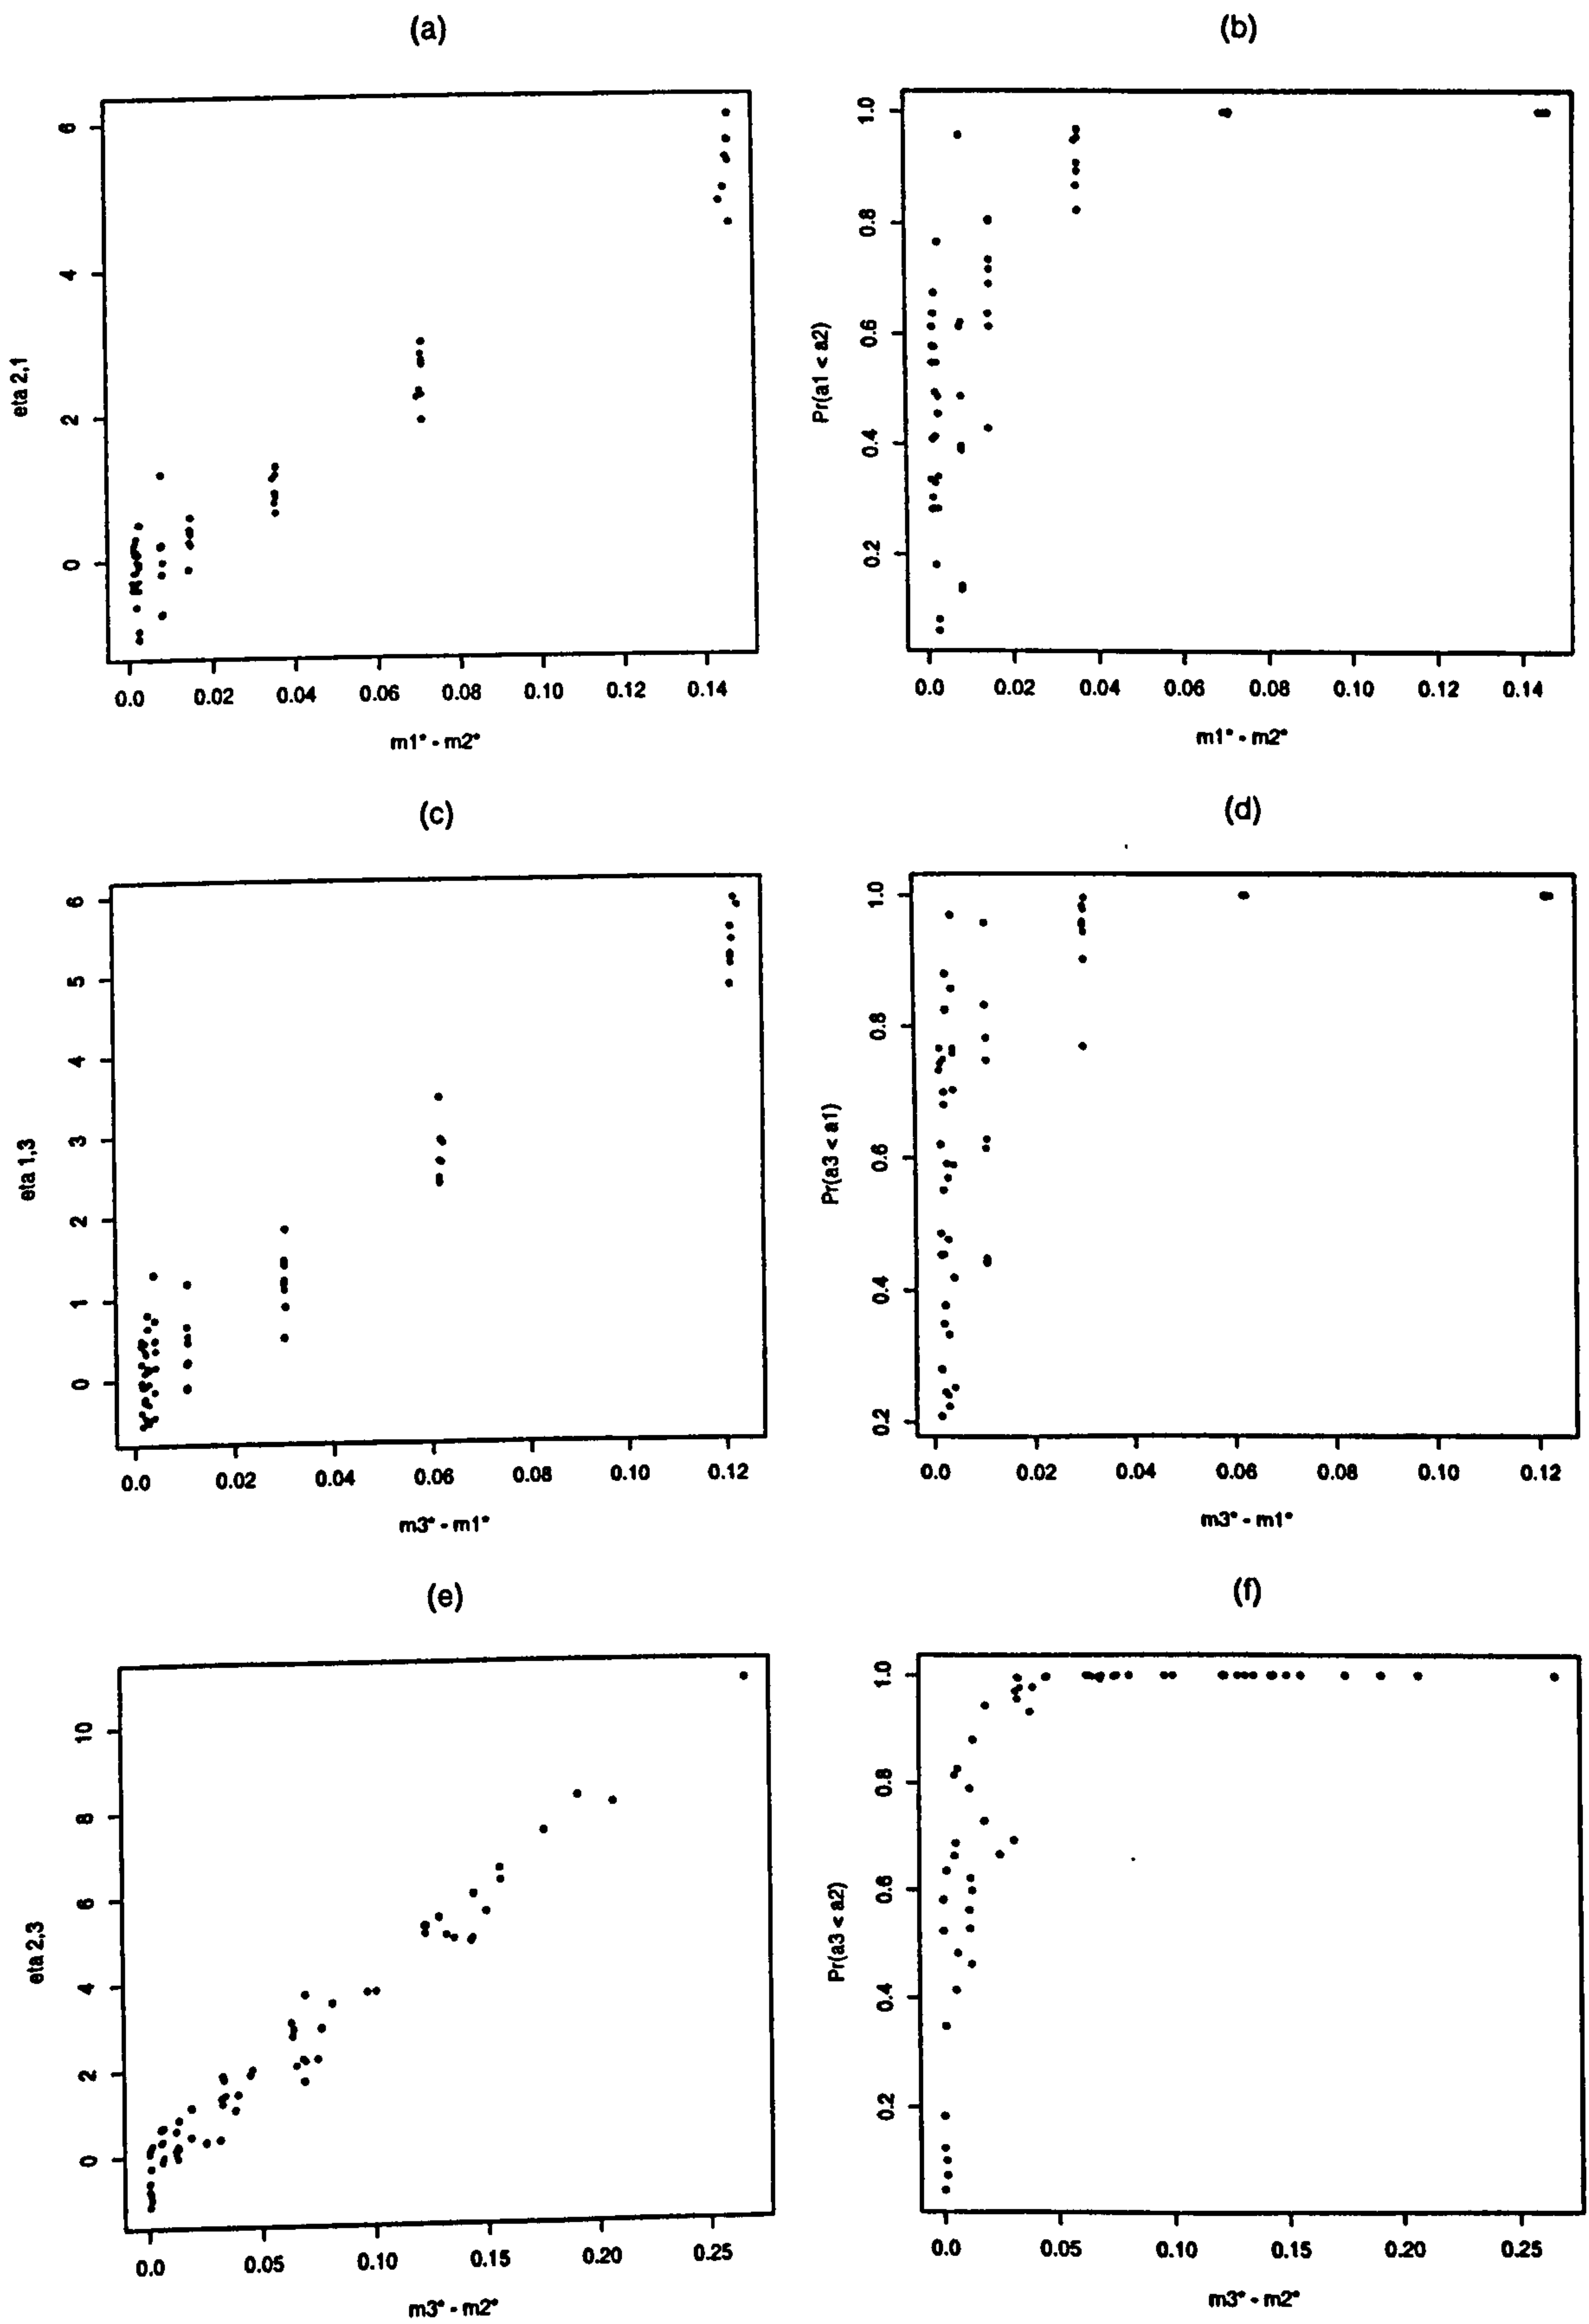 (a)
(b)
6
4
2
0
eta 2,1
0.0 0.02 0.04 0.06 0.08 0.10 0.12 0.14
m1* - m2*
1.0
0.8
0.6
0.4
0.2
Pr(a1 < a2)
0.0 0.02 0.04 0.06 0.08 0.10 0.12 0.14
m1* - m2*
(c)
(d)
6
5
4
3
2
1
0
eta 1,3
0.0 0.02 0.04 0.06 0.08 0.10 0.12
m3* - m1*
1.0
0.8
0.6
0.4
0.2
Pr(a3 < a1)
0.0 0.02 0.04 0.06 0.08 0.10 0.12
m3* - m1*
(e)
(f)
10
8
6
4
2
0
eta 2,3
0.0 0.05 0.10 0.15 0.20 0.25
m3* - m2*
1.0
0.8
0.6
0.4
0.2
Pr(a3 < a2)
0.0 0.05 0.10 0.15 0.20 0.25
m3* - m2*